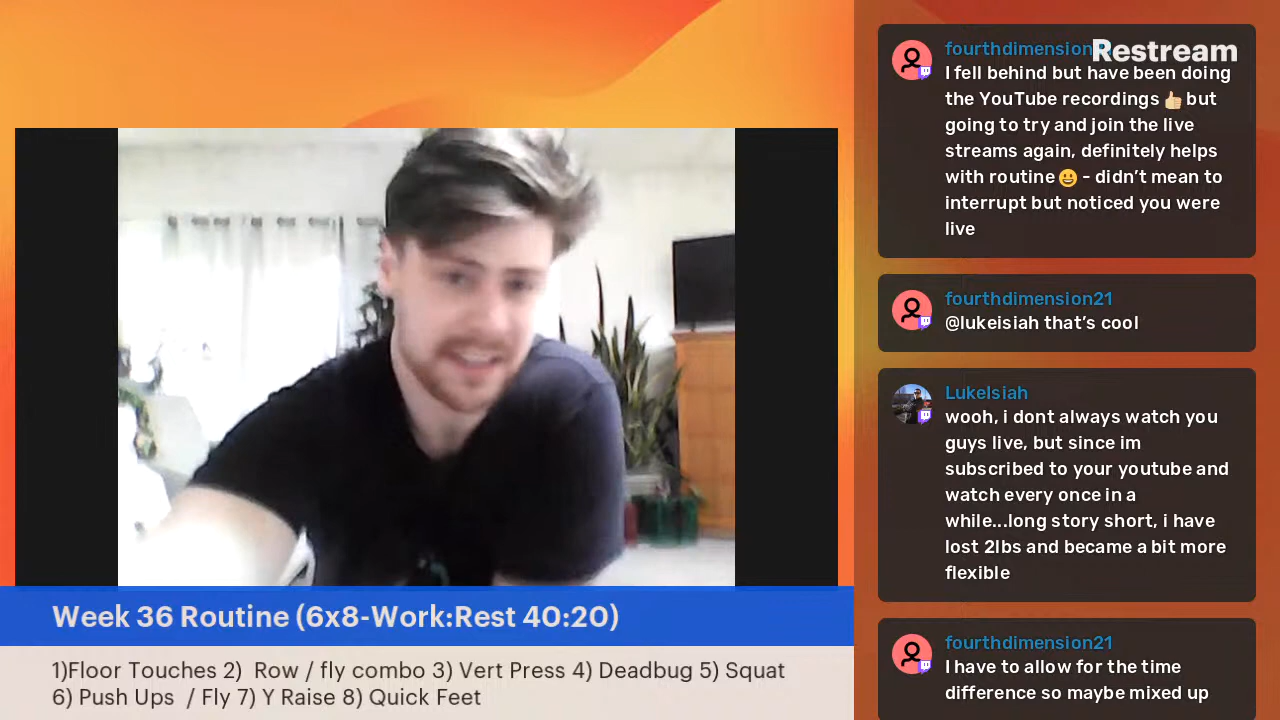 fourthdimension
Restream
I fell behind but have been doing
the YouTube recordings 👍🏼 but
going to try and join the live
streams again, definitely helps
with routine 😀 - didn’t mean to
interrupt but noticed you were
live
fourthdimension21
@lukeisiah that’s cool
LukeIsiah
wooh, i dont always watch you
guys live, but since im
subscribed to your youtube and
watch every once in a
while...long story short, i have
lost 2lbs and became a bit more
flexible
fourthdimension21
I have to allow for the time
difference so maybe mixed up
Week 36 Routine (6x8-Work:Rest 40:20)
1)Floor Touches 2)  Row / fly combo 3) Vert Press 4) Deadbug 5) Squat
6) Push Ups  / Fly 7) Y Raise 8) Quick Feet